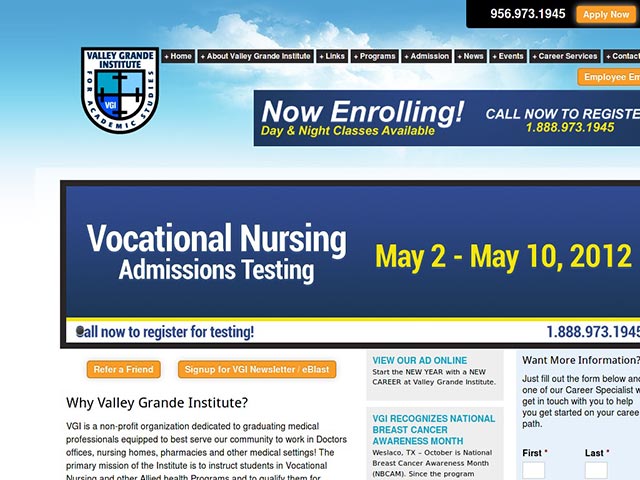 956.973.1945 Apply Now
VALLEY GRANDE
INSTITUTE
FOR ACADEMIC STUDIES
VGI
+ Home + About Valley Grande Institute + Links + Programs + Admission + News + Events + Career Services + Contact
Employee Em
Now Enrolling!
Day & Night Classes Available
CALL NOW TO REGISTE
1.888.973.1945
Vocational Nursing
Admissions Testing
May 2 - May 10, 2012
Call now to register for testing!
1.888.973.1945
Refer a Friend
Signup for VGI Newsletter / eBlast
Why Valley Grande Institute?
VGI is a non-profit organization dedicated to graduating medical
professionals equipped to best serve our community to work in Doctors
offices, nursing homes, pharmacies and other medical settings! The
primary mission of the Institute is to instruct students in Vocational
Nursing and other Allied health Programs and to qualify them for
VIEW OUR AD ONLINE
Start the NEW YEAR with a NEW
CAREER at Valley Grande Institute.
VGI RECOGNIZES NATIONAL
BREAST CANCER
AWARENESS MONTH
Weslaco, TX – October is National
Breast Cancer Awareness Month
(NBCAM). Since the program
Want More Information?
Just fill out the form below and
one of our Career Specialist w
get in touch with you to help
you get started on your caree
path.
First * Last *